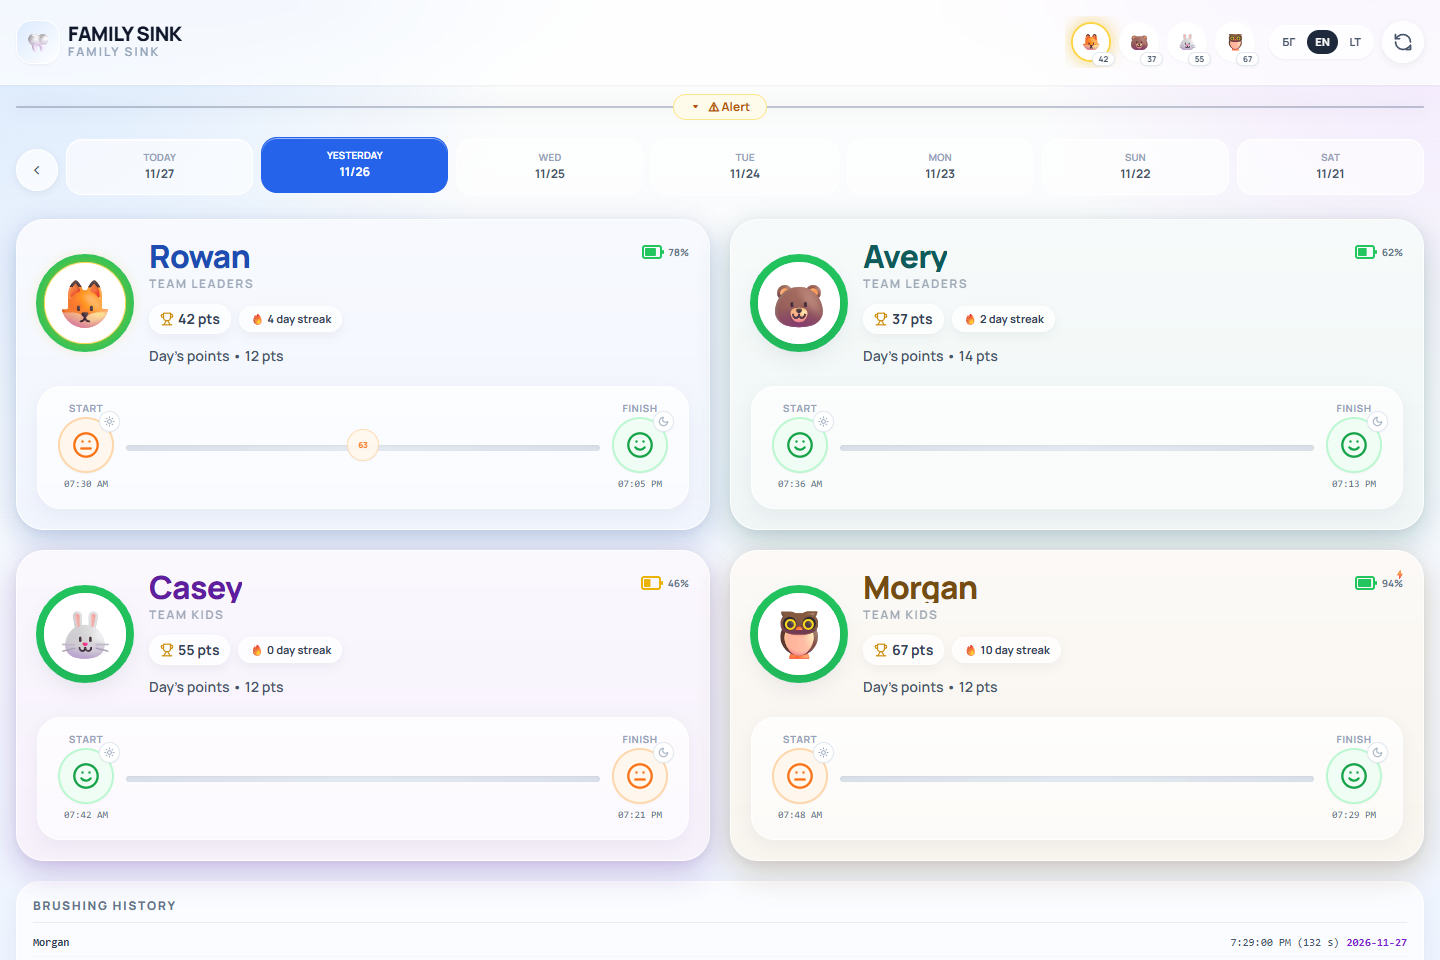 FAMILY SINK
FAMILY SINK
42
37
55
67
БГ EN LT
Alert
TODAY
11/27
YESTERDAY
11/26
WED
11/25
TUE
11/24
MON
11/23
SUN
11/22
SAT
11/21
Rowan
78%
TEAM LEADERS
42 pts
4 day streak
Day's points • 12 pts
START
FINISH
63
07:30 AM
07:05 PM
Avery
62%
TEAM LEADERS
37 pts
2 day streak
Day's points • 14 pts
START
FINISH
07:36 AM
07:13 PM
Casey
46%
TEAM KIDS
55 pts
0 day streak
Day's points • 12 pts
START
FINISH
07:42 AM
07:21 PM
Morgan
94%
TEAM KIDS
67 pts
10 day streak
Day's points • 12 pts
START
FINISH
07:48 AM
07:29 PM
BRUSHING HISTORY
Morgan 7:29:00 PM (132 s) 2026-11-27